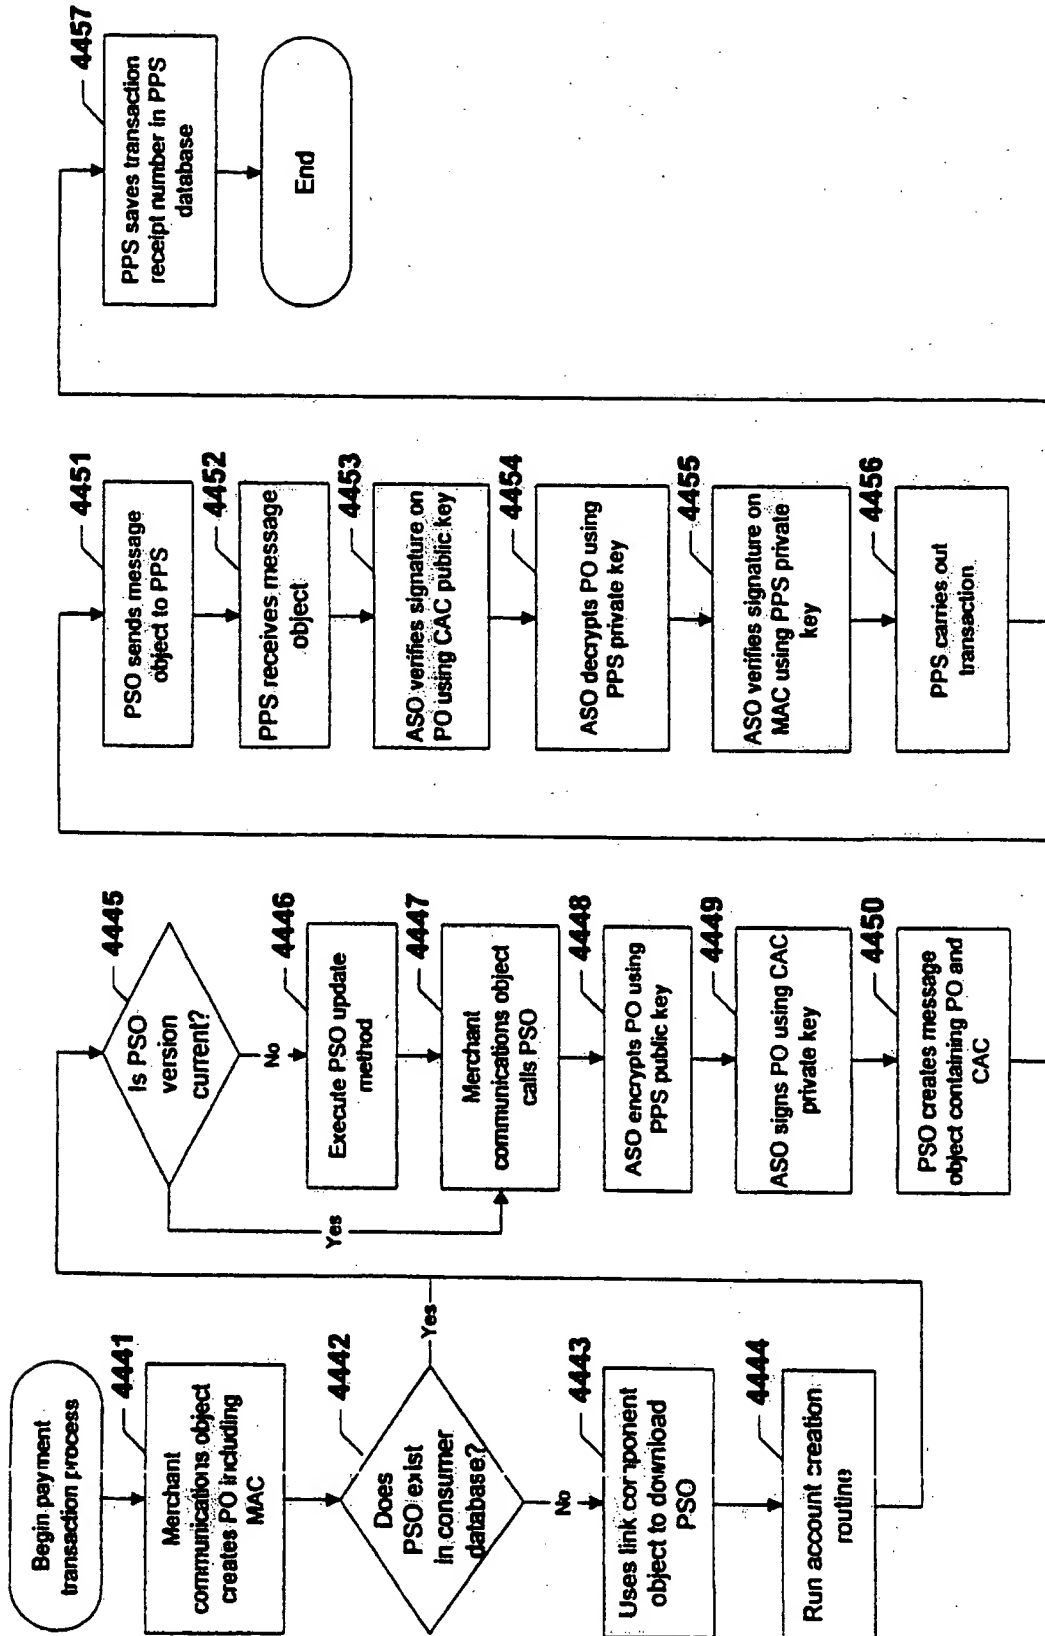 Begin payment
transaction process
4441
Merchant
communications object
creates PO including
MAC
4442
Does
PSO exist
in consumer
database?
Yes
No
4443
Uses link component
object to download
PSO
4444
Run account creation
routine
4445
Is PSO
version
current?
No
Yes
4446
Execute PSO update
method
4447
Merchant
communications object
calls PSO
4448
ASO encrypts PO using
PPS public key
4449
ASO signs PO using CAC
private key
4450
PSO creates message
object containing PO and
CAC
4451
PSO sends message
object to PPS
4452
PPS receives message
object
4453
ASO verifies signature on
PO using CAC public key
4454
ASO decrypts PO using
PPS private key
4455
ASO verifies signature on
MAC using PPS private
key
4456
PPS carries out
transaction
4457
PPS saves transaction
receipt number in PPS
database
End